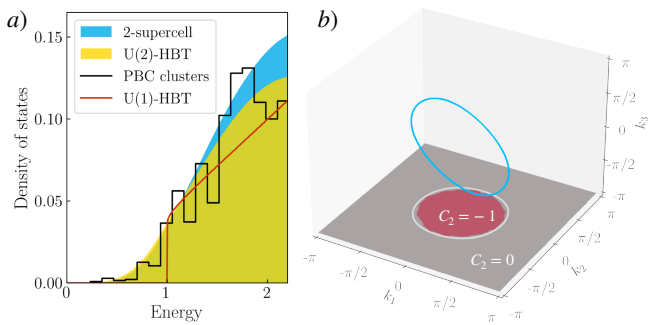 a)
2-supercell
U(2)-HBT
PBC clusters
U(1)-HBT
Density of states
0.15
0.10
0.05
0.00
0
1
2
Energy
b)
π
π/2
0
-π/2
-π
k₃
C₂ = −1
C₂ = 0
-π
-π/2
0
π/2
π
k₁
-π
-π/2
0
π/2
π
k₂